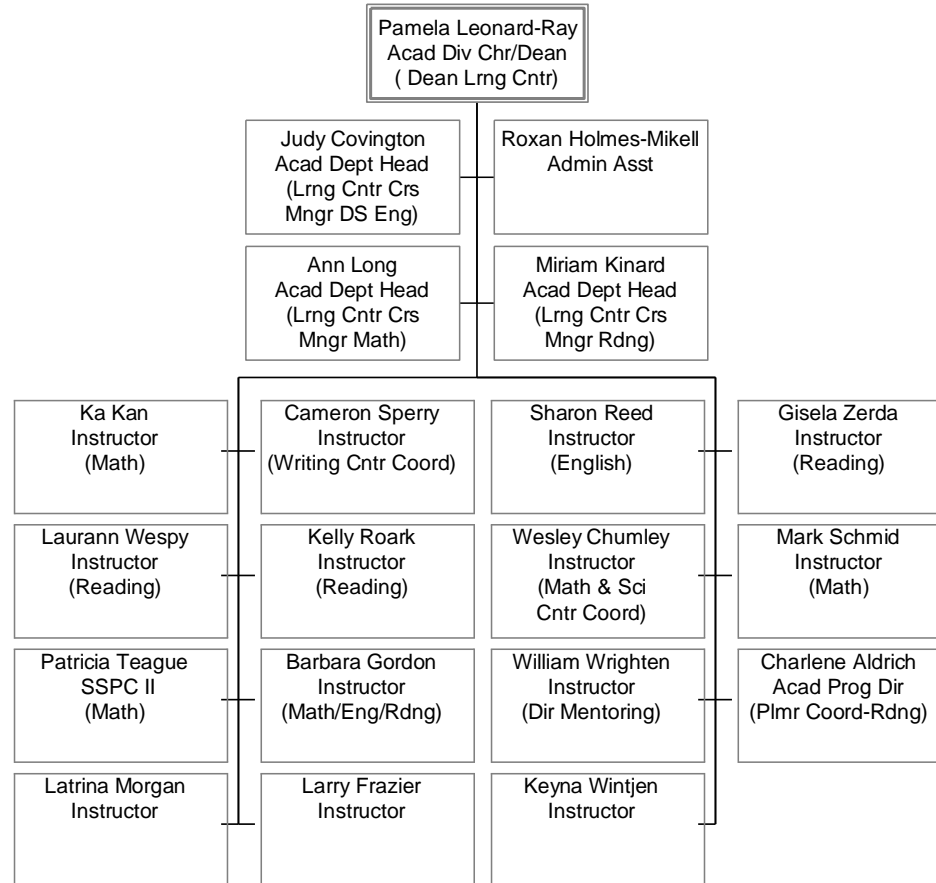 Pamela Leonard-Ray
Acad Div Chr/Dean
( Dean Lrng Cntr)
Judy Covington
Acad Dept Head
(Lrng Cntr Crs
Mngr DS Eng)
Roxan Holmes-Mikell
Admin Asst
Ann Long
Acad Dept Head
(Lrng Cntr Crs
Mngr Math)
Miriam Kinard
Acad Dept Head
(Lrng Cntr Crs
Mngr Rdng)
Ka Kan
Instructor
(Math)
Cameron Sperry
Instructor
(Writing Cntr Coord)
Sharon Reed
Instructor
(English)
Gisela Zerda
Instructor
(Reading)
Laurann Wespy
Instructor
(Reading)
Kelly Roark
Instructor
(Reading)
Wesley Chumley
Instructor
(Math & Sci
Cntr Coord)
Mark Schmid
Instructor
(Math)
Patricia Teague
SSPC II
(Math)
Barbara Gordon
Instructor
(Math/Eng/Rdng)
William Wrighten
Instructor
(Dir Mentoring)
Charlene Aldrich
Acad Prog Dir
(Plmr Coord-Rdng)
Latrina Morgan
Instructor
Larry Frazier
Instructor
Keyna Wintjen
Instructor